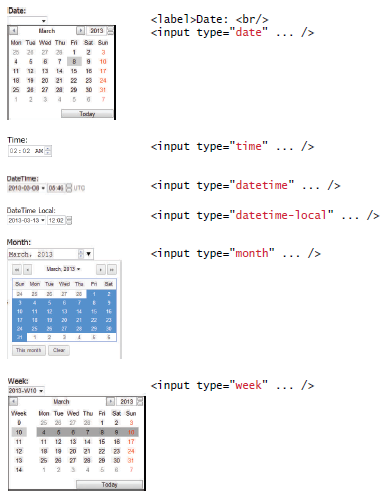 Date:
<label>Date: <br/>
<input type="date" ... />
March 2013
Mon Tue Wed Thu Fri Sat Sun
25 26 27 28 1 2 3
4 5 6 7 8 9 10
11 12 13 14 15 16 17
18 19 20 21 22 23 24
25 26 27 28 29 30 31
1 2 3 4 5 6 7
Today
Time:
02:02 AM
<input type="time" ... />
DateTime:
2013-03-08 05:46 UTC
<input type="datetime" ... />
DateTime Local:
2013-03-13 12:02
<input type="datetime-local" ... />
Month:
March, 2013
<input type="month" ... />
March, 2013
Sun Mon Tue Wed Thu Fri Sat
24 25 26 27 28 1 2
3 4 5 6 7 8 9
10 11 12 13 14 15 16
17 18 19 20 21 22 23
24 25 26 27 28 29 30
31 1 2 3 4 5 6
This month Clear
Week:
2013-W10
<input type="week" ... />
March 2013
Week Mon Tue Wed Thu Fri Sat Sun
9 25 26 27 28 1 2 3
10 4 5 6 7 8 9 10
11 11 12 13 14 15 16 17
12 18 19 20 21 22 23 24
13 25 26 27 28 29 30 31
14 1 2 3 4 5 6 7
Today